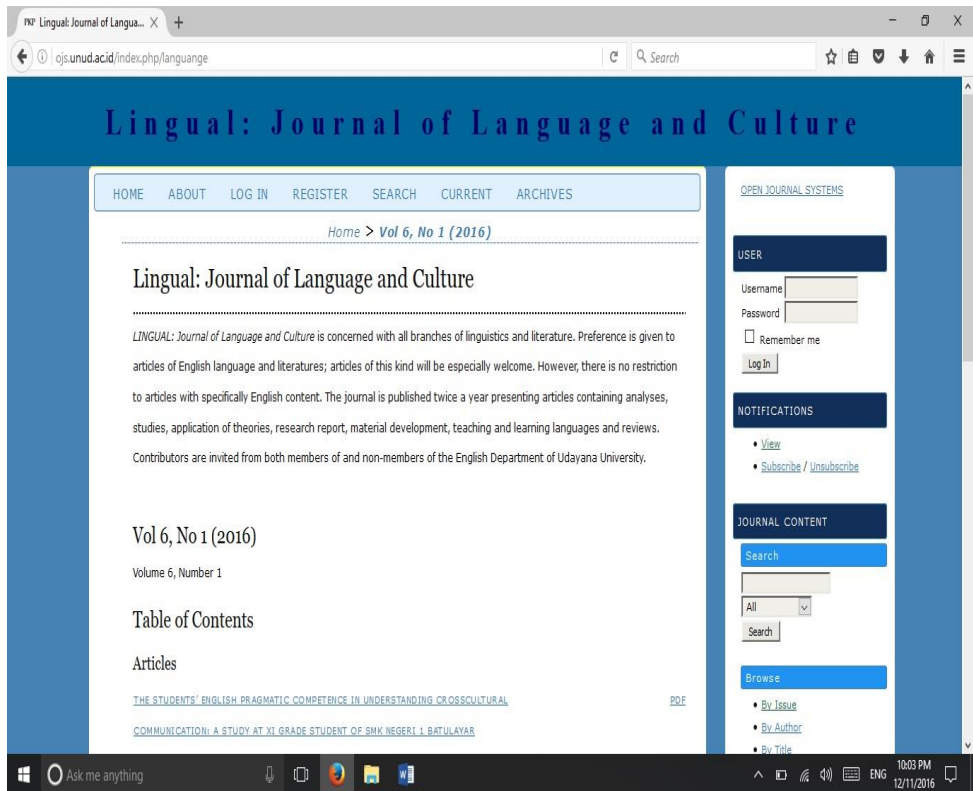 PKP Lingual: Journal of Langua...
ojs.unud.ac.id/index.php/languange
Search
Lingual: Journal of Language and Culture
HOME ABOUT LOG IN REGISTER SEARCH CURRENT ARCHIVES
Home > Vol 6, No 1 (2016)
Lingual: Journal of Language and Culture
LINGUAL: Journal of Language and Culture is concerned with all branches of linguistics and literature. Preference is given to
articles of English language and literatures; articles of this kind will be especially welcome. However, there is no restriction
to articles with specifically English content. The journal is published twice a year presenting articles containing analyses,
studies, application of theories, research report, material development, teaching and learning languages and reviews.
Contributors are invited from both members of and non-members of the English Department of Udayana University.
Vol 6, No 1 (2016)
Volume 6, Number 1
Table of Contents
Articles
THE STUDENTS' ENGLISH PRAGMATIC COMPETENCE IN UNDERSTANDING CROSSCULTURAL PDF
COMMUNICATION: A STUDY AT XI GRADE STUDENT OF SMK NEGERI 1 BATULAYAR
OPEN JOURNAL SYSTEMS
USER
Username
Password
Remember me
Log In
NOTIFICATIONS
View
Subscribe / Unsubscribe
JOURNAL CONTENT
Search
All
Search
Browse
By Issue
By Author
By Title
Ask me anything
ENG
10:03 PM
12/11/2016